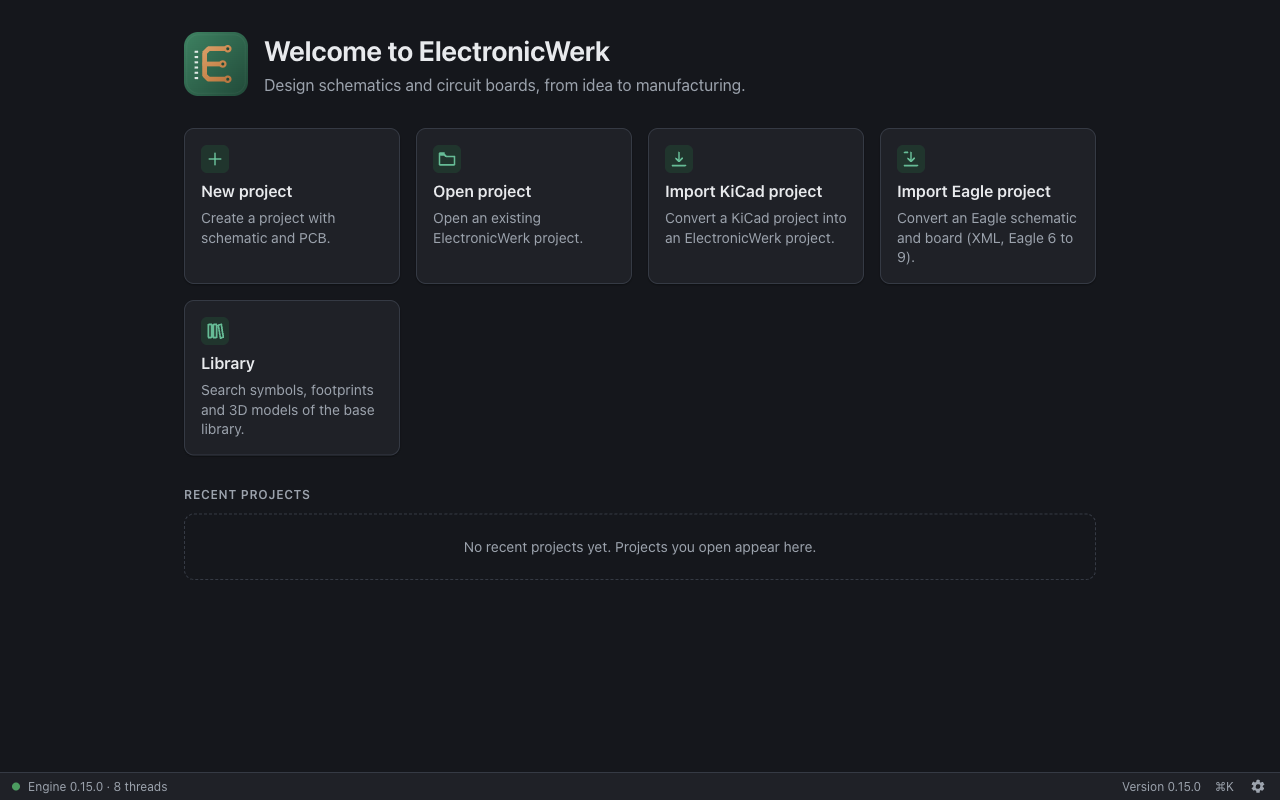 Welcome to ElectronicWerk
Design schematics and circuit boards, from idea to manufacturing.
New project
Create a project with
schematic and PCB.
Open project
Open an existing
ElectronicWerk project.
Import KiCad project
Convert a KiCad project into
an ElectronicWerk project.
Import Eagle project
Convert an Eagle schematic
and board (XML, Eagle 6 to
9).
Library
Search symbols, footprints
and 3D models of the base
library.
RECENT PROJECTS
No recent projects yet. Projects you open appear here.
Engine 0.15.0 · 8 threads
Version 0.15.0
⌘K